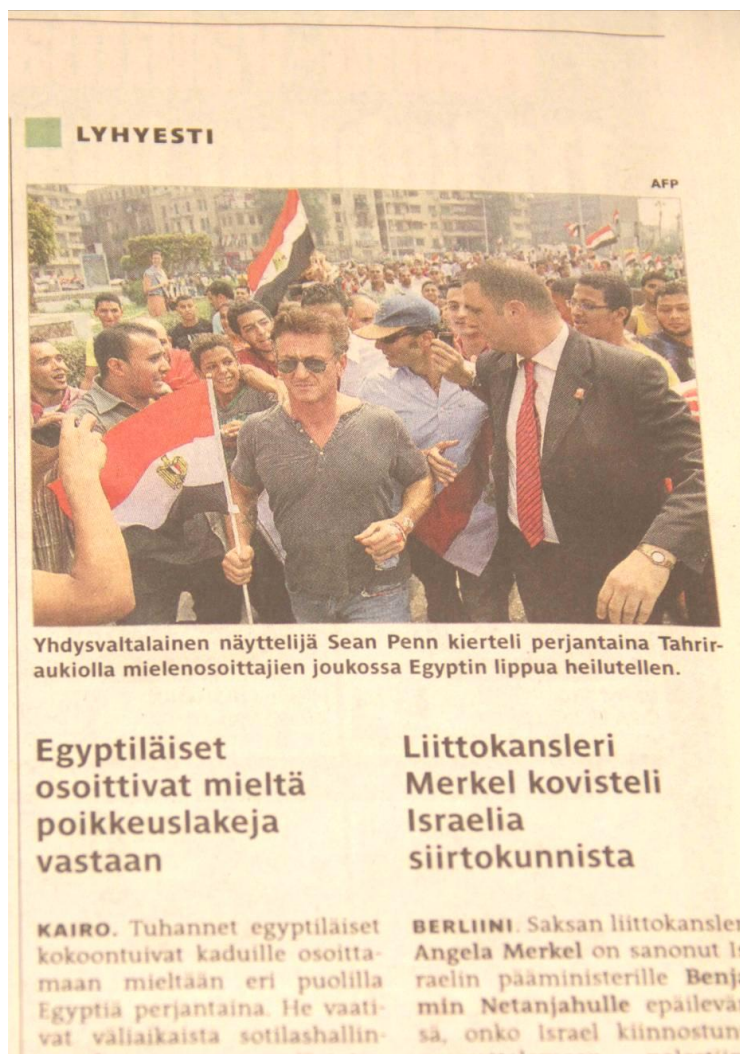 LYHYESTI
AFP
Yhdysvaltalainen näyttelijä Sean Penn kierteli perjantaina Tahrir-
aukiolla mielenosoittajien joukossa Egyptin lippua heilutellen.
Egyptiläiset
osoittivat mieltä
poikkeuslakeja
vastaan
KAIRO. Tuhannet egyptiläiset
kokoontuivat kaduille osoitta-
maan mieltään eri puolilla
Egyptiä perjantaina. He vaati-
vat väliaikaista sotilashallin-
Liittokansleri
Merkel kovisteli
Israelia
siirtokunnista
BERLIINI. Saksan liittokansler
Angela Merkel on sanonut Is
raelin pääministerille Benja
min Netanjahulle epäilevän
sä, onko Israel kiinnostun